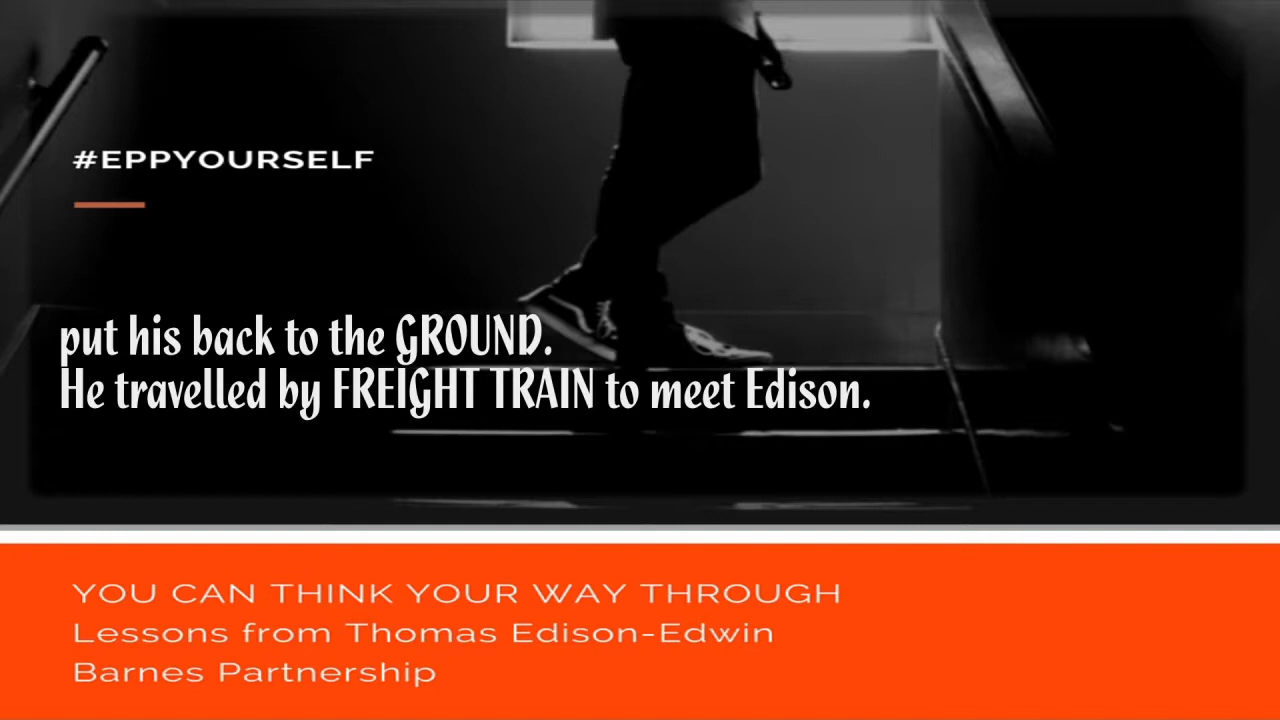 #EPPYOURSELF
put his back to the GROUND.
He travelled by FREIGHT TRAIN to meet Edison.
YOU CAN THINK YOUR WAY THROUGH
Lessons from Thomas Edison-Edwin
Barnes Partnership